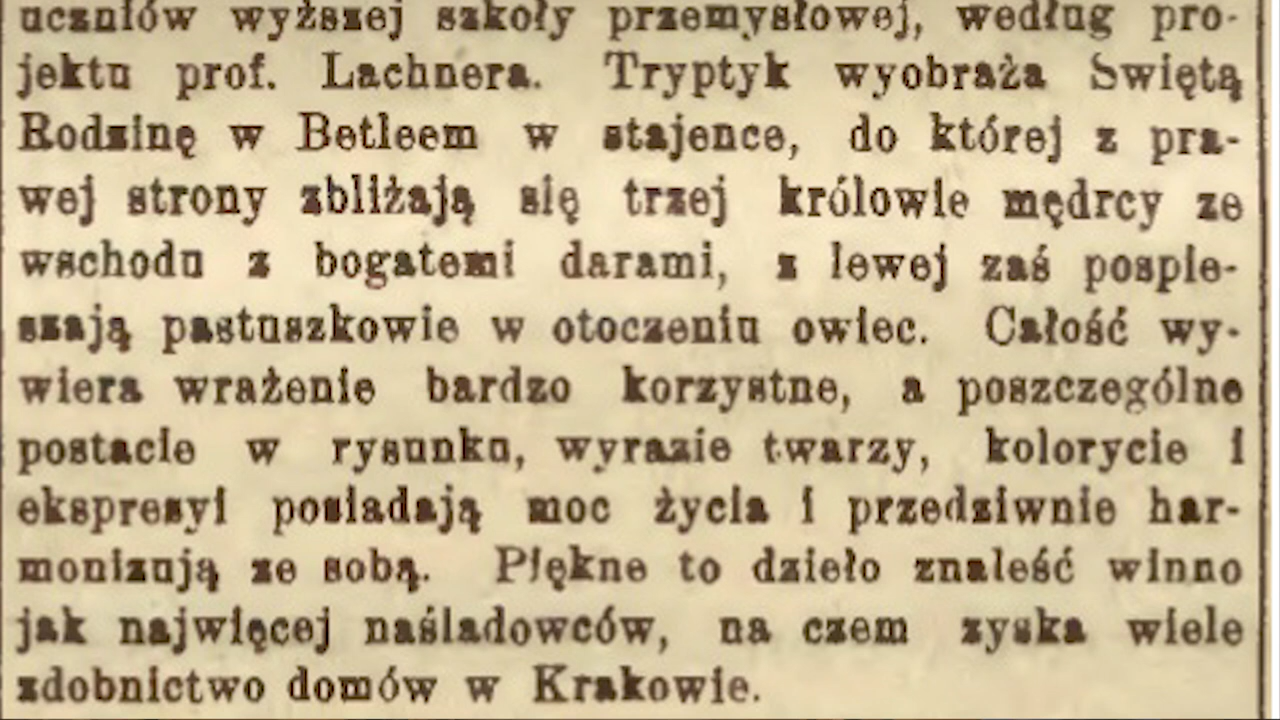 uczniów wyższej szkoły przemysłowej, według pro-
jektu prof. Lachnera. Tryptyk wyobraża Świętą
Rodzinę w Betleem w stajence, do której z pra-
wej strony zbliżają się trzej królowie mędrcy ze
wschodu z bogatemi darami, z lewej zaś pospie-
szają pastuszkowie w otoczeniu owiec. Całość wy-
wiera wrażenie bardzo korzystne, a poszczególne
postacie w rysunku, wyrazie twarzy, kolorycie i
ekspresyi posiadają moc życia i przedziwnie har-
monizują ze sobą. Piękne to dzieło znaleść winno
jak najwięcej naśladowców, na czem zyska wiele
zdobnictwo domów w Krakowie.